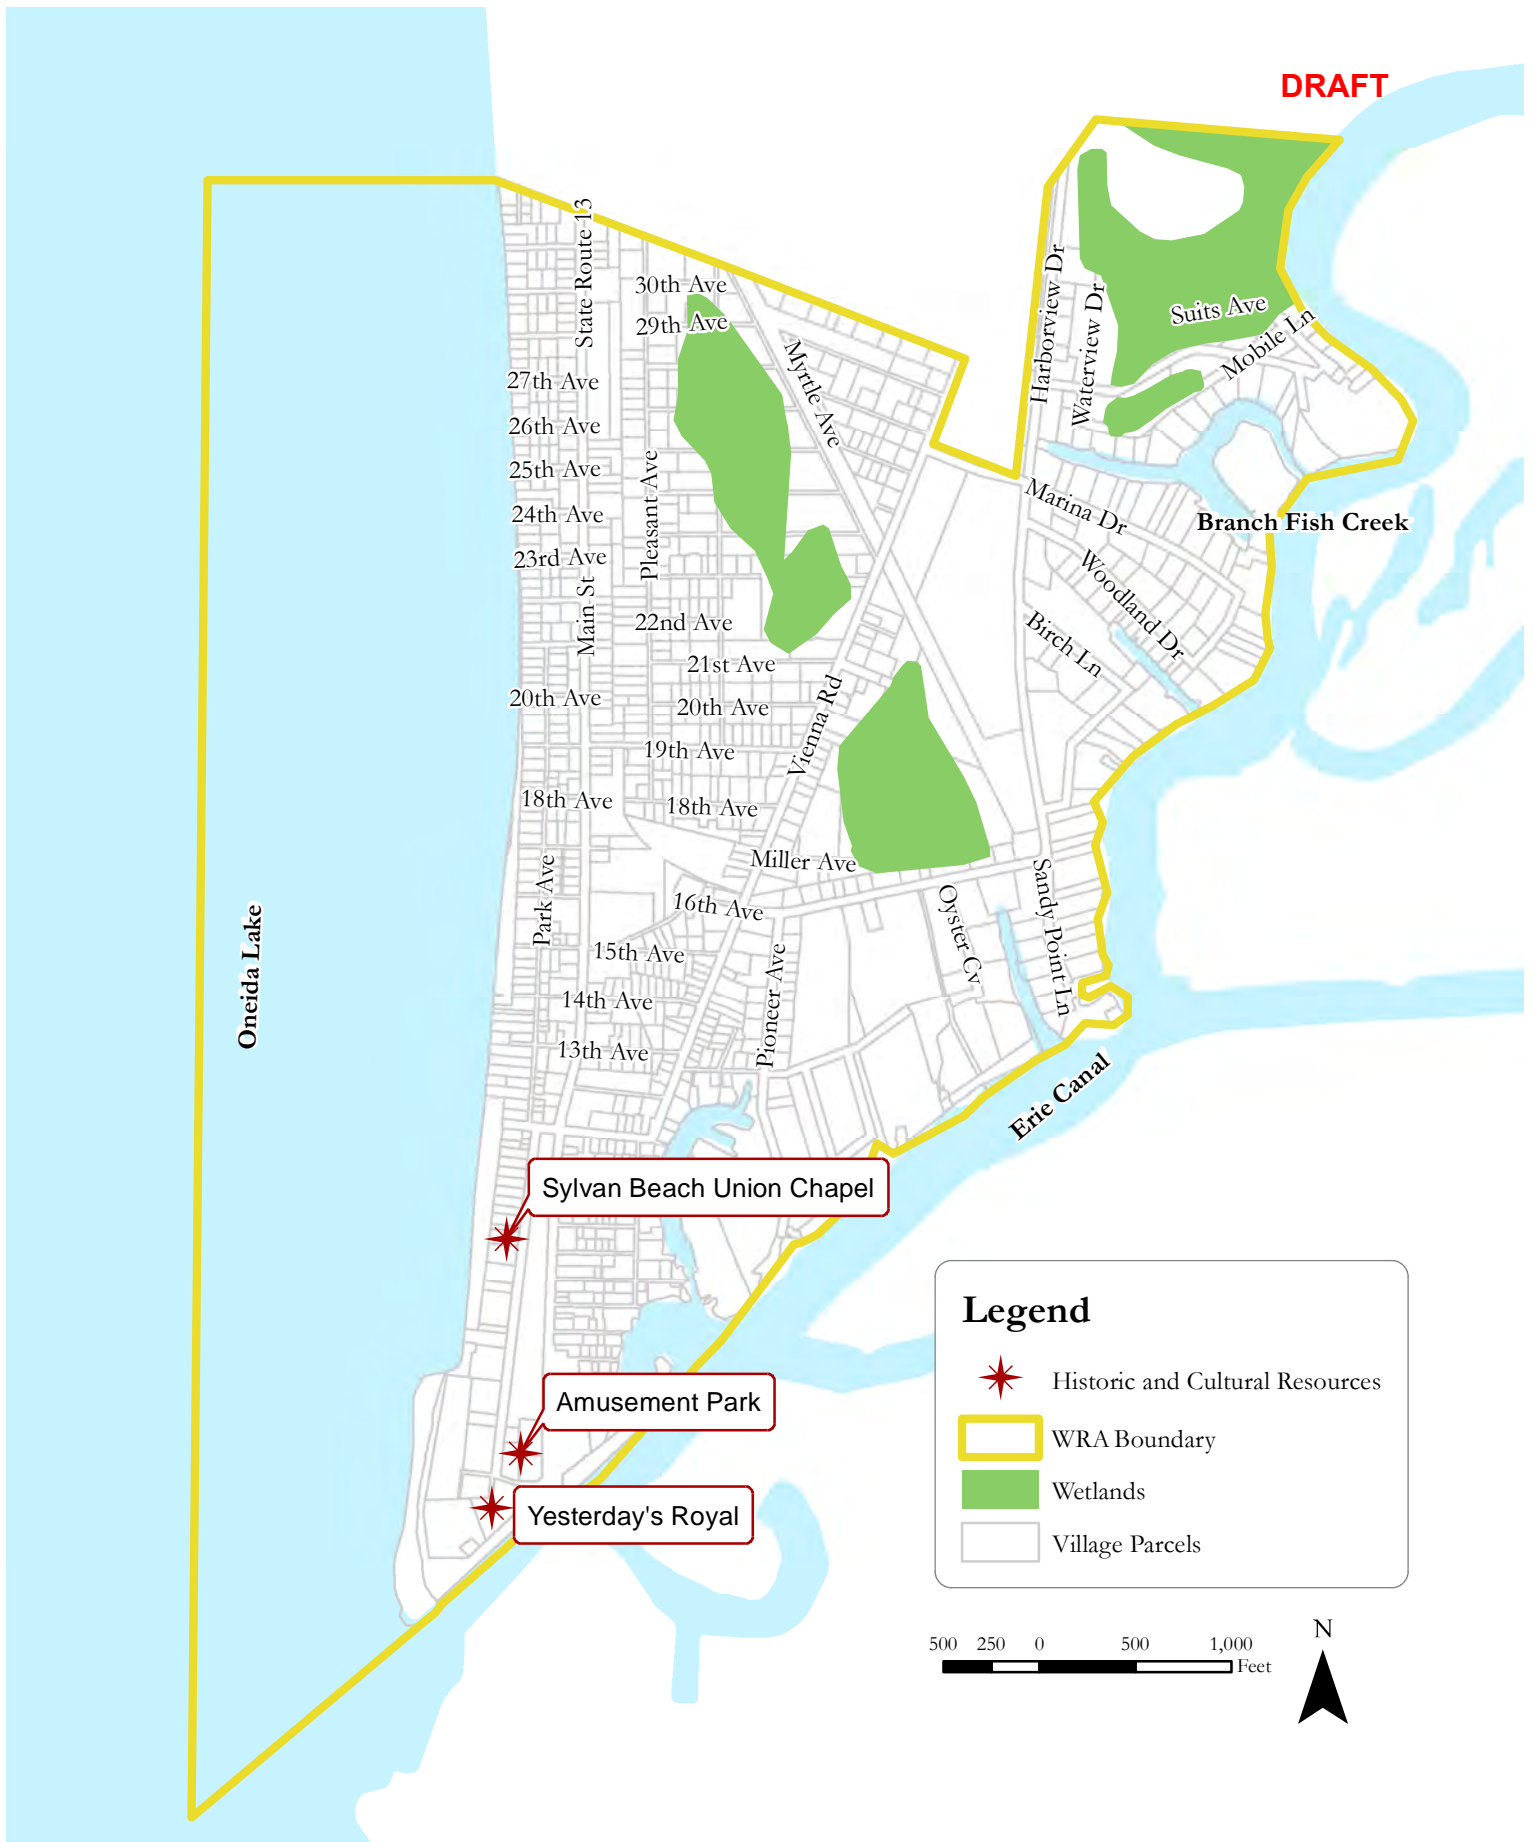 DRAFT
State Route 13
30th Ave
29th Ave
27th Ave
26th Ave
25th Ave
24th Ave
23rd Ave
Main St
Pleasant Ave
Myrtle Ave
22nd Ave
21st Ave
20th Ave
20th Ave
19th Ave
18th Ave
18th Ave
Vienna Rd
Harborview Dr
Waterview Dr
Suits Ave
Mobile Ln
Marina Dr
Branch Fish Creek
Woodland Dr
Birch Ln
Miller Ave
16th Ave
Park Ave
15th Ave
14th Ave
13th Ave
Pioneer Ave
Oyster Cv
Sandy Point Ln
Oneida Lake
Erie Canal
Sylvan Beach Union Chapel
Amusement Park
Yesterday's Royal
Legend
Historic and Cultural Resources
WRA Boundary
Wetlands
Village Parcels
500 250 0 500 1,000
Feet
N